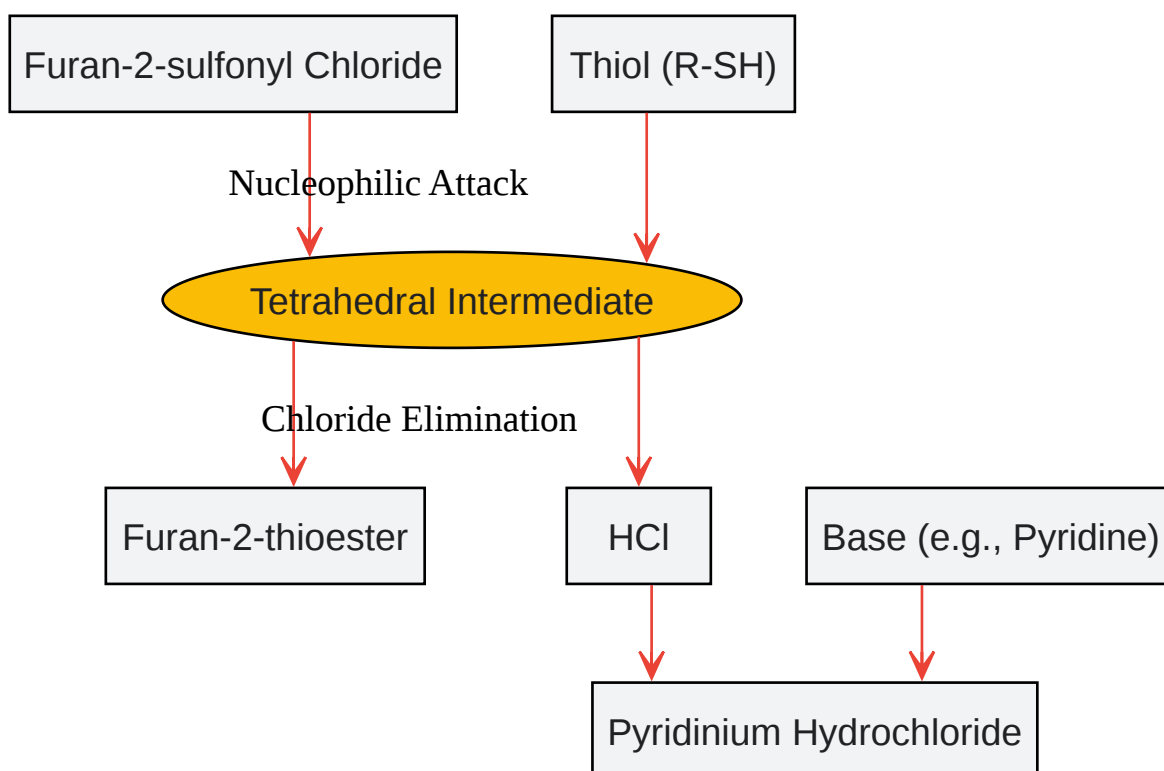 Furan-2-sulfonyl Chloride
Thiol (R-SH)
Nucleophilic Attack
Tetrahedral Intermediate
Chloride Elimination
Furan-2-thioester
HCl
Base (e.g., Pyridine)
Pyridinium Hydrochloride